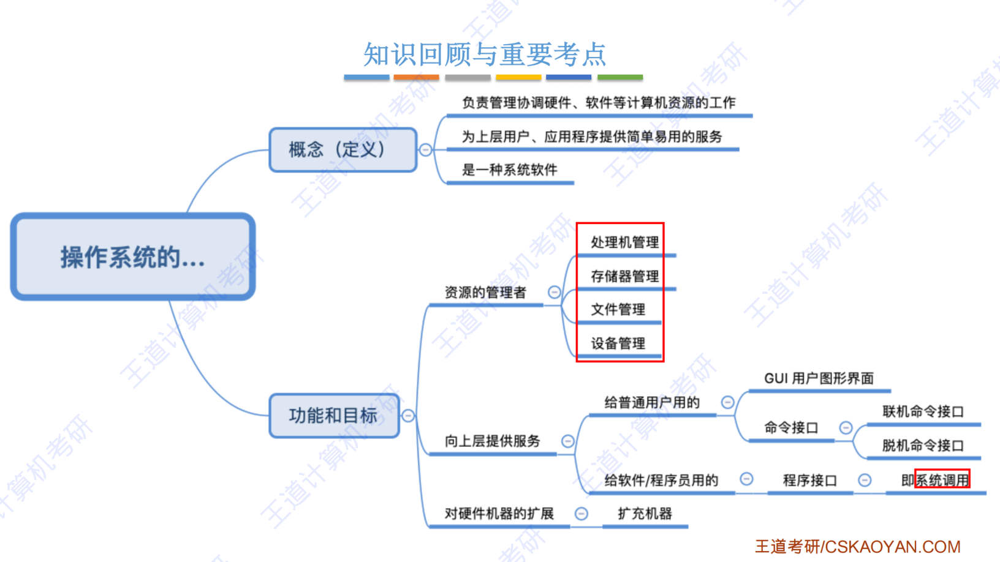 知识回顾与重要考点
负责管理协调硬件、软件等计算机资源的工作
概念（定义）
为上层用户、应用程序提供简单易用的服务
是一种系统软件
操作系统的...
处理机管理
存储器管理
资源的管理者
文件管理
设备管理
GUI 用户图形界面
给普通用户用的
联机命令接口
命令接口
脱机命令接口
功能和目标
向上层提供服务
给软件/程序员用的
程序接口
即系统调用
对硬件机器的扩展
扩充机器
王道考研/CSKAOYAN.COM
王道计算机考研